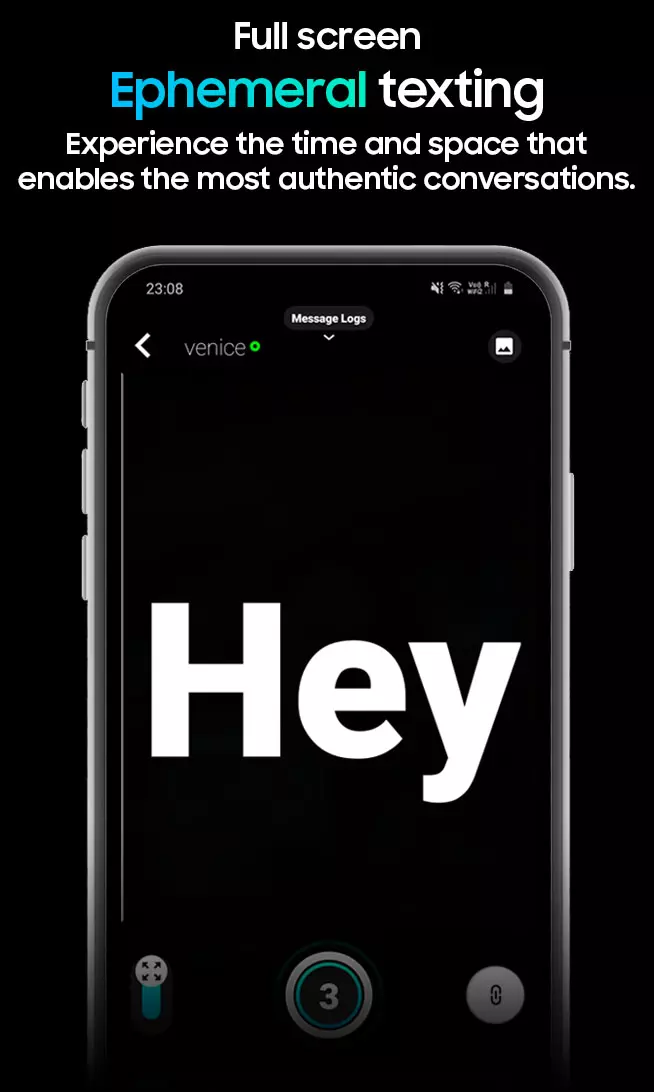 Full screen
Ephemeral texting
Experience the time and space that
enables the most authentic conversations.
23:08
Message Logs
venice
Hey
3